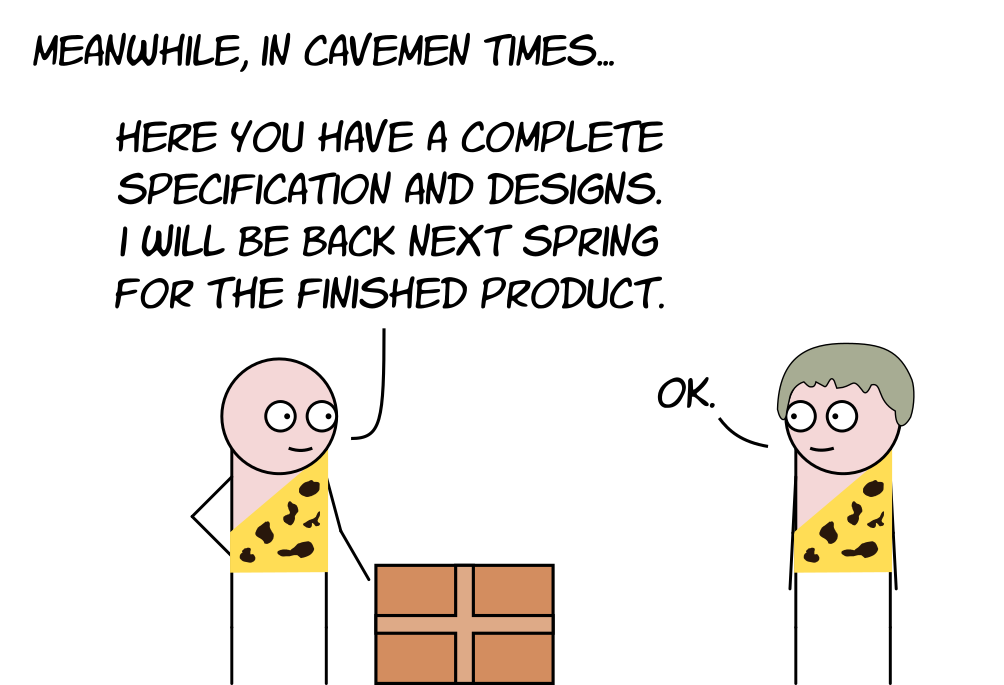 MEANWHILE, IN CAVEMEN TIMES...
HERE YOU HAVE A COMPLETE
SPECIFICATION AND DESIGNS.
I WILL BE BACK NEXT SPRING
FOR THE FINISHED PRODUCT.
OK.